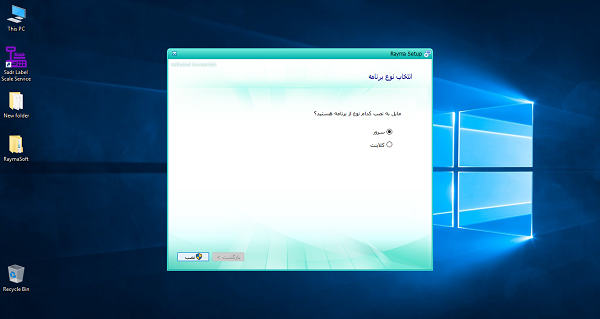 This PC
Sadr Label
Scale Service
New folder
RaymaSoft
Recycle Bin
Rayma Setup
انتخاب نوع برنامه
مایل به نصب کدام نوع از برنامه هستید؟
سرور
کلاینت
نصب
بازگشت >